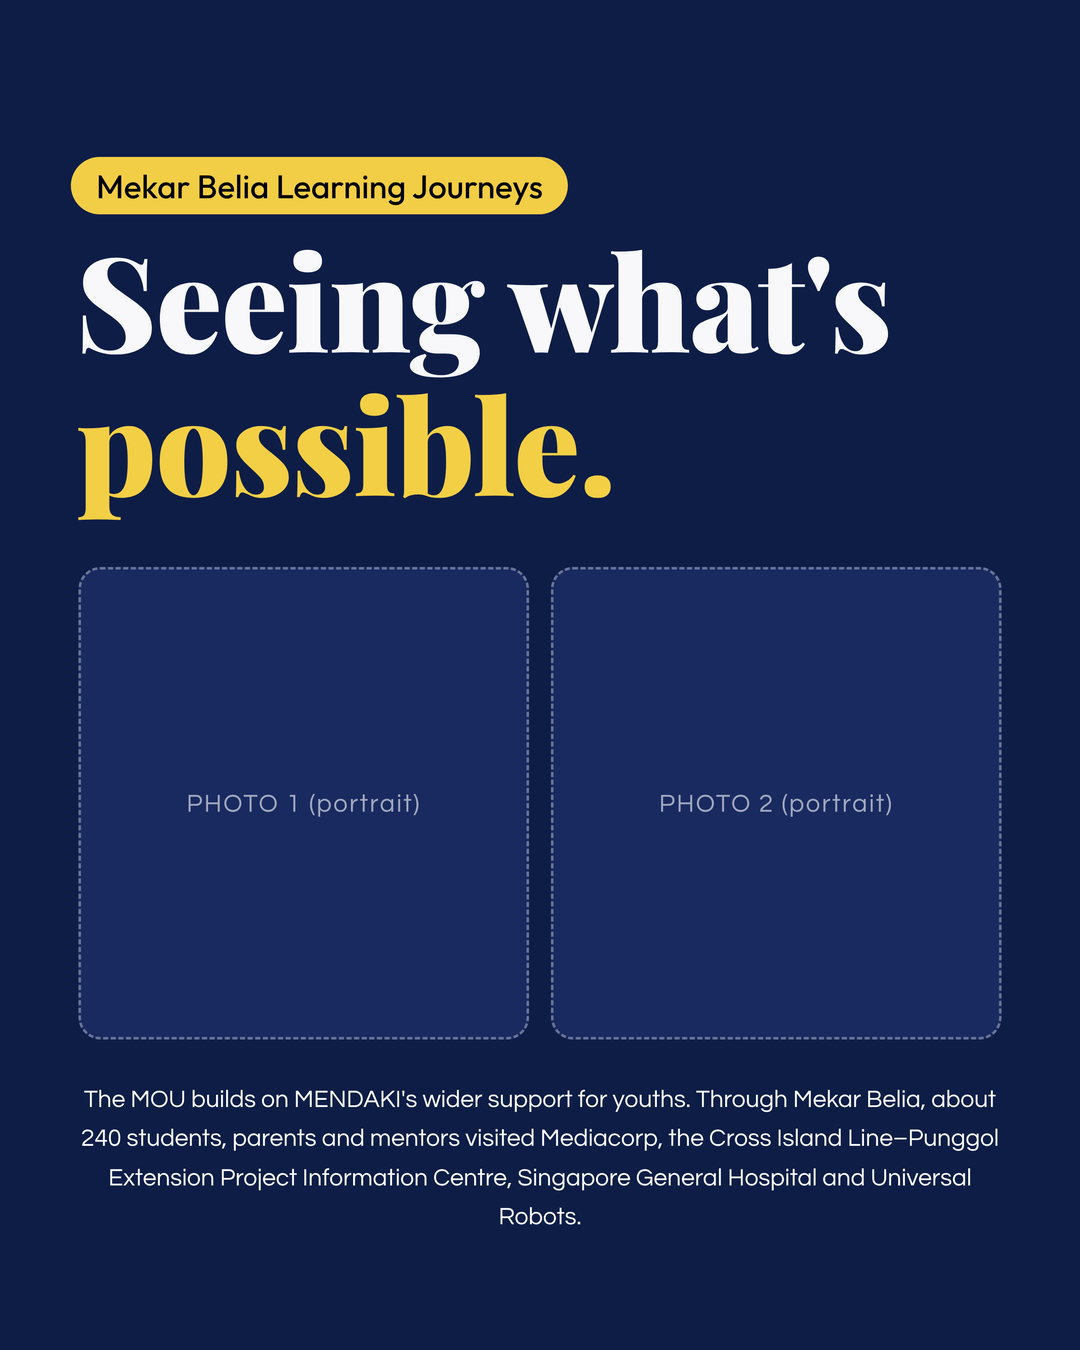 Mekar Belia Learning Journeys
Seeing what's
possible.
PHOTO 1 (portrait)
PHOTO 2 (portrait)
The MOU builds on MENDAKI's wider support for youths. Through Mekar Belia, about
240 students, parents and mentors visited Mediacorp, the Cross Island Line–Punggol
Extension Project Information Centre, Singapore General Hospital and Universal
Robots.